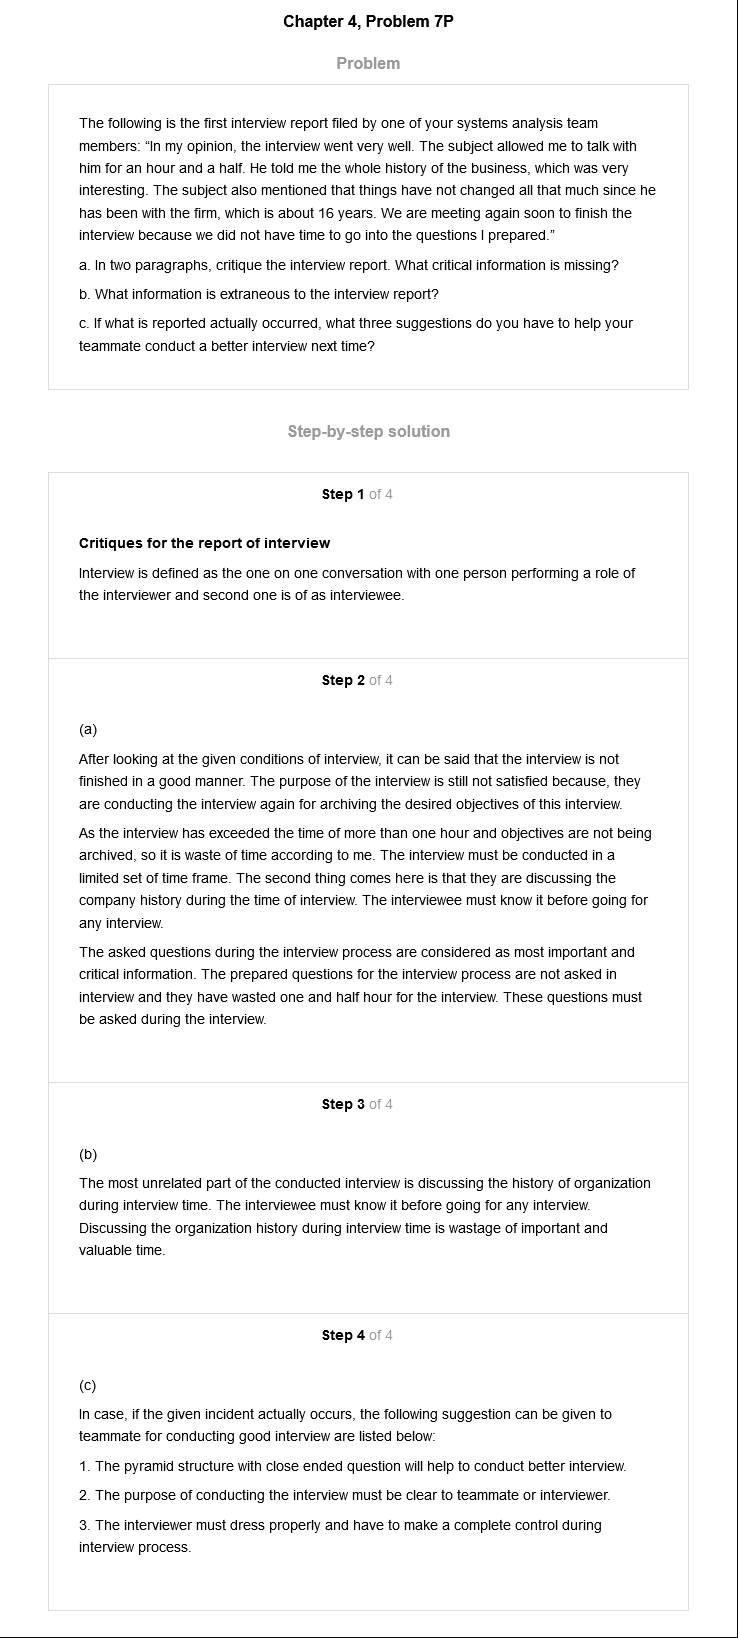 Chapter 4, Problem 7P
Problem
The following is the first interview report filed by one of your systems analysis team
members: “In my opinion, the interview went very well. The subject allowed me to talk with
him for an hour and a half. He told me the whole history of the business, which was very
interesting. The subject also mentioned that things have not changed all that much since he
has been with the firm, which is about 16 years. We are meeting again soon to finish the
interview because we did not have time to go into the questions I prepared.”
a. In two paragraphs, critique the interview report. What critical information is missing?
b. What information is extraneous to the interview report?
c. If what is reported actually occurred, what three suggestions do you have to help your
teammate conduct a better interview next time?
Step-by-step solution
Step 1 of 4
Critiques for the report of interview
Interview is defined as the one on one conversation with one person performing a role of
the interviewer and second one is of as interviewee.
Step 2 of 4
(a)
After looking at the given conditions of interview, it can be said that the interview is not
finished in a good manner. The purpose of the interview is still not satisfied because, they
are conducting the interview again for archiving the desired objectives of this interview.
As the interview has exceeded the time of more than one hour and objectives are not being
archived, so it is waste of time according to me. The interview must be conducted in a
limited set of time frame. The second thing comes here is that they are discussing the
company history during the time of interview. The interviewee must know it before going for
any interview.
The asked questions during the interview process are considered as most important and
critical information. The prepared questions for the interview process are not asked in
interview and they have wasted one and half hour for the interview. These questions must
be asked during the interview.
Step 3 of 4
(b)
The most unrelated part of the conducted interview is discussing the history of organization
during interview time. The interviewee must know it before going for any interview.
Discussing the organization history during interview time is wastage of important and
valuable time.
Step 4 of 4
(c)
In case, if the given incident actually occurs, the following suggestion can be given to
teammate for conducting good interview are listed below:
1. The pyramid structure with close ended question will help to conduct better interview.
2. The purpose of conducting the interview must be clear to teammate or interviewer.
3. The interviewer must dress properly and have to make a complete control during
interview process.